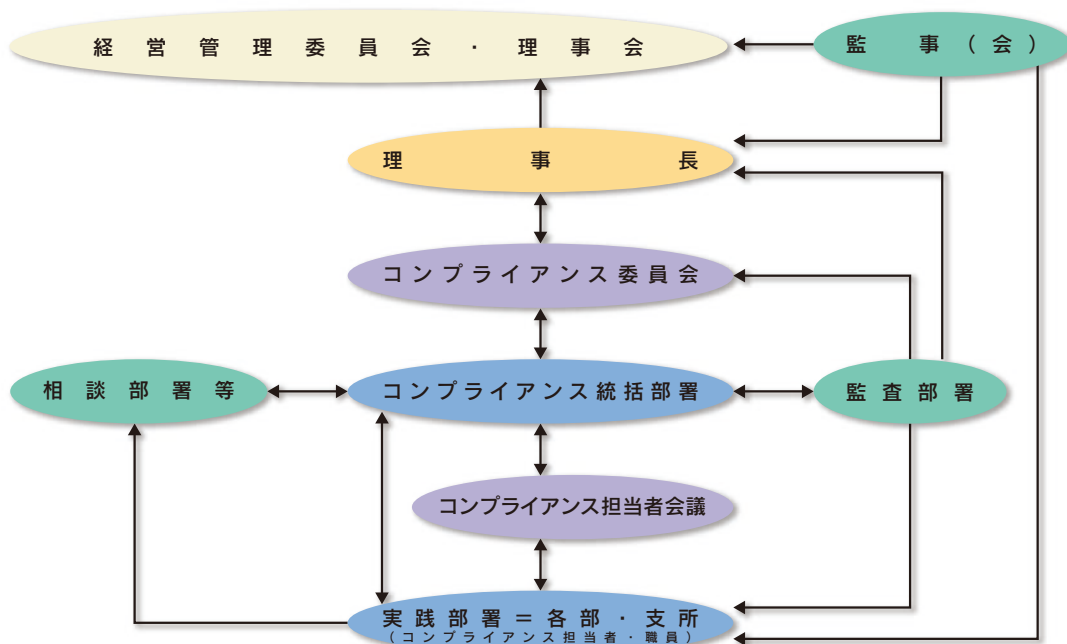 経営管理委員会・理事会
監事(会)
理事長
コンプライアンス委員会
相談部署等
コンプライアンス統括部署
監査部署
コンプライアンス担当者会議
実践部署=各部・支所
(コンプライアンス担当者・職員)